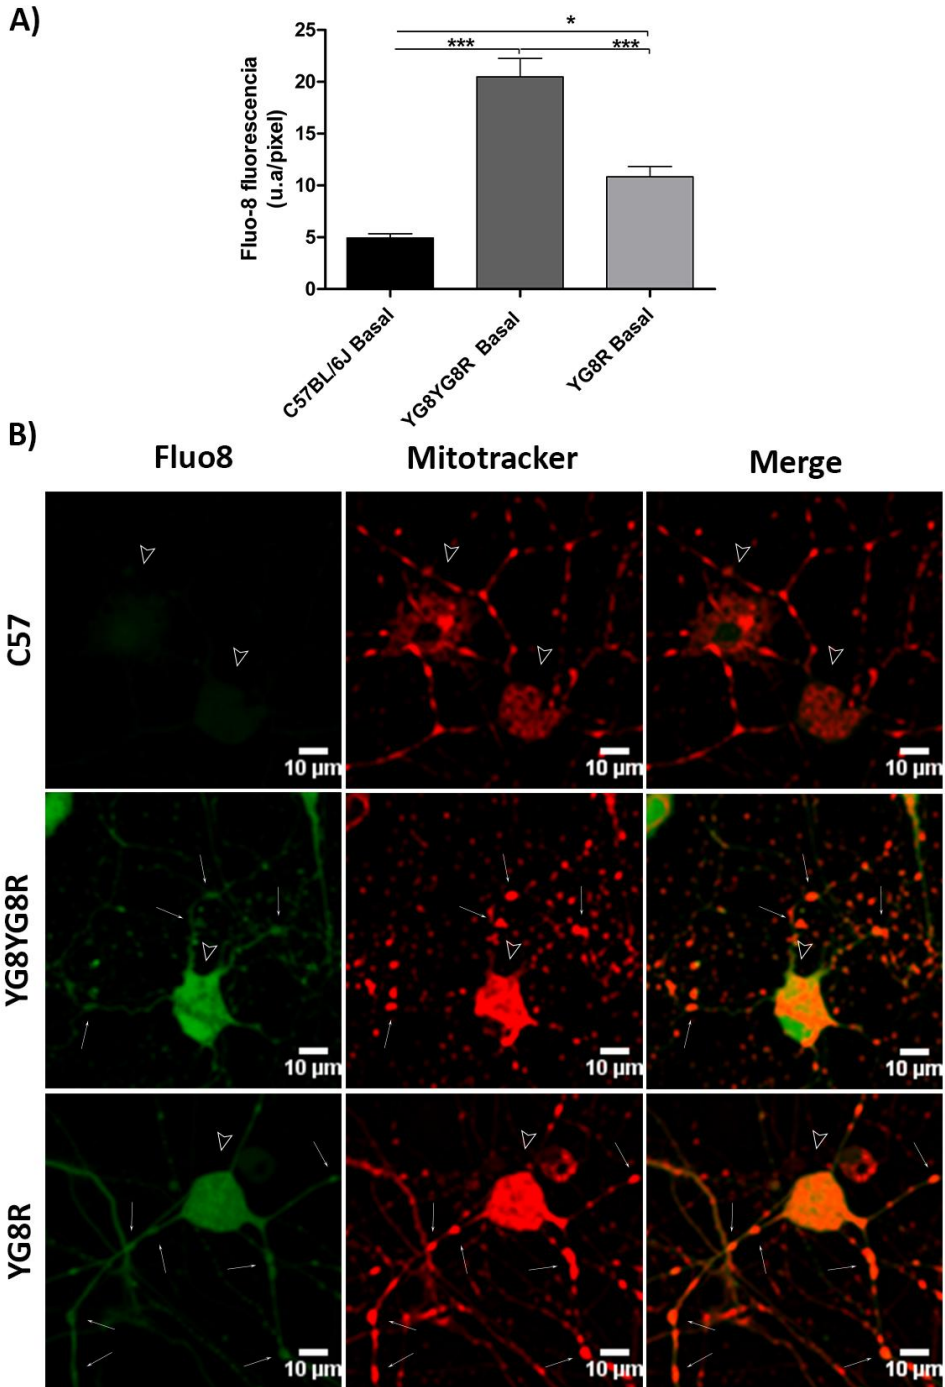 A)
*
***
***
25
20
15
10
5
0
Fluo-8 fluorescencia
(u.a/pixel)
C57BL/6J Basal
YG8YG8R Basal
YG8R Basal
B)
Fluo8
Mitotracker
Merge
C57
10 µm
10 µm
10 µm
YG8YG8R
10 µm
10 µm
10 µm
YG8R
10 µm
10 µm
10 µm